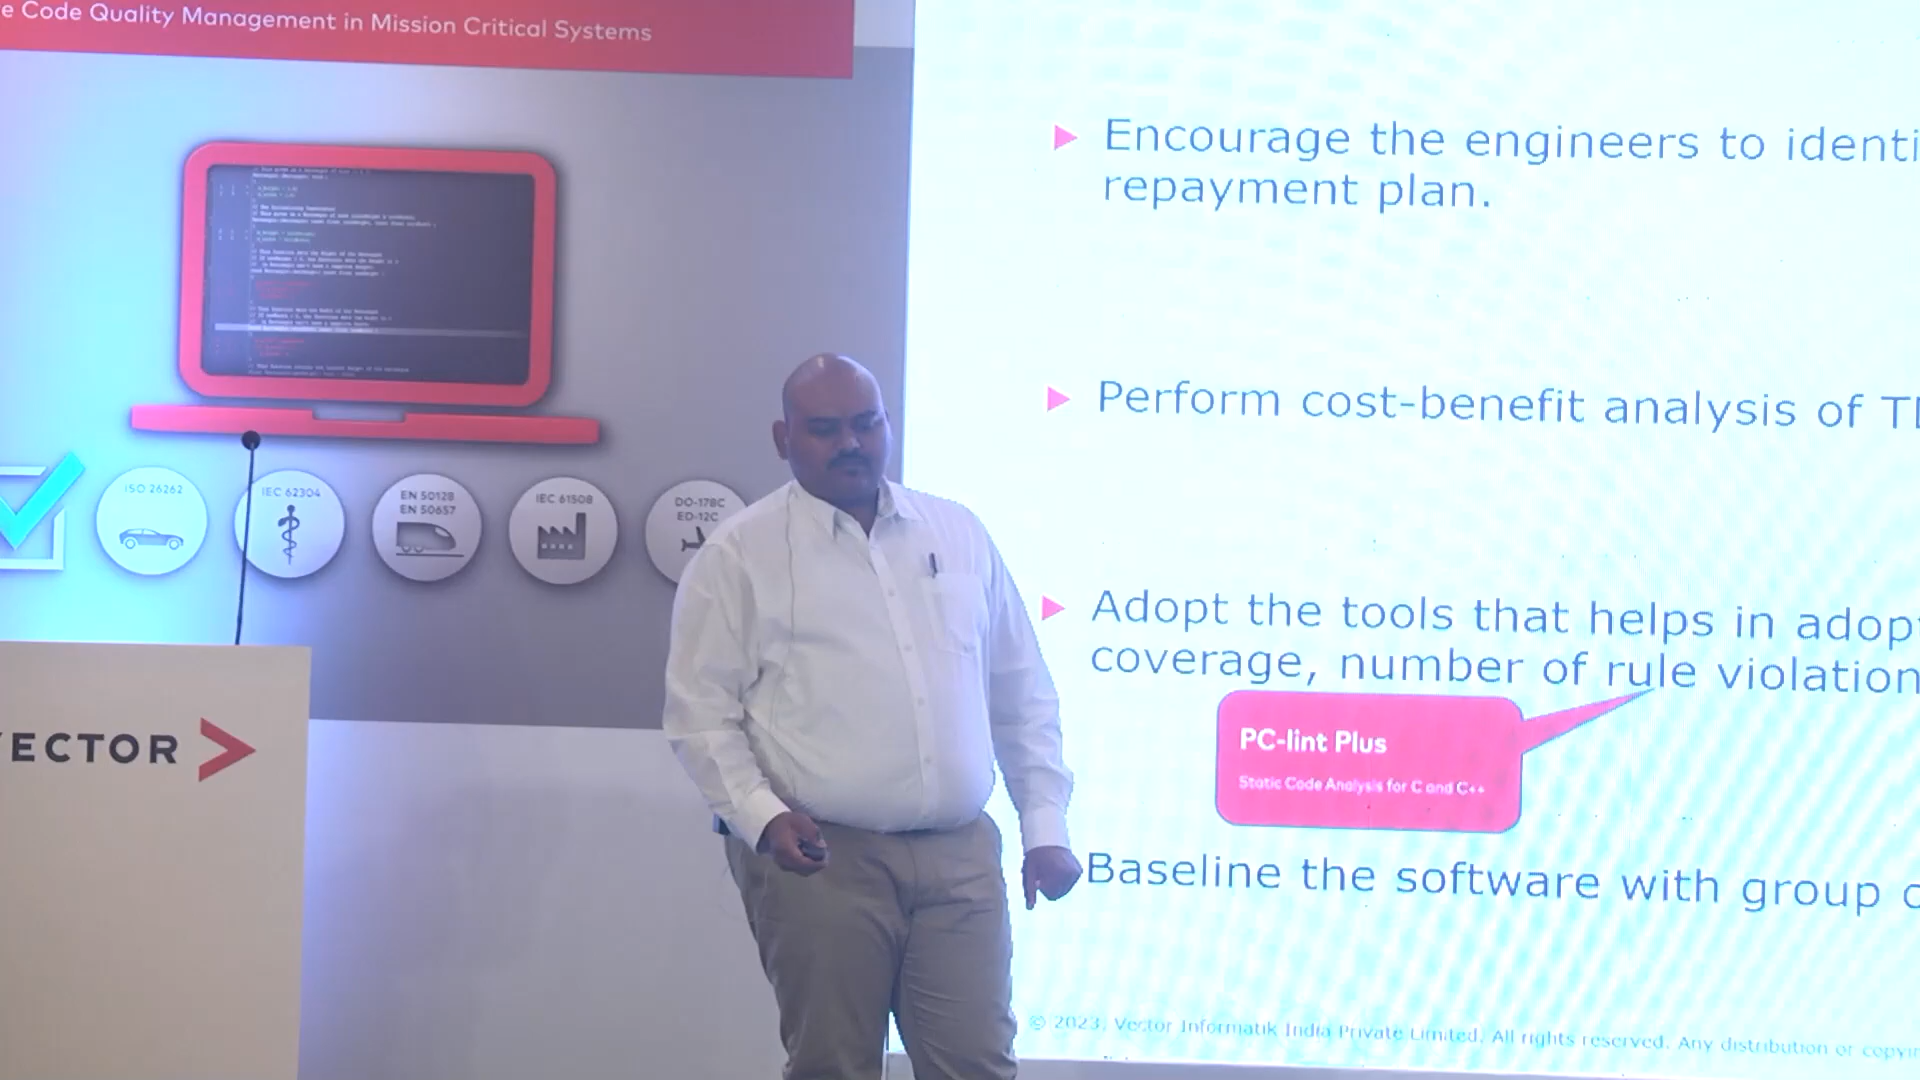 e Code Quality Management in Mission Critical Systems
ISO 26262
IEC 62304
EN 50128
EN 50657
IEC 61508
DO-178C
ED-12C
VECTOR
Encourage the engineers to identi
repayment plan.
Perform cost-benefit analysis of T
Adopt the tools that helps in adop
coverage, number of rule violation
PC-lint Plus
Static Code Analysis for C and C++
Baseline the software with group o
© 2023. Vector Informatik India Private Limited. All rights reserved. Any distribution or copyin